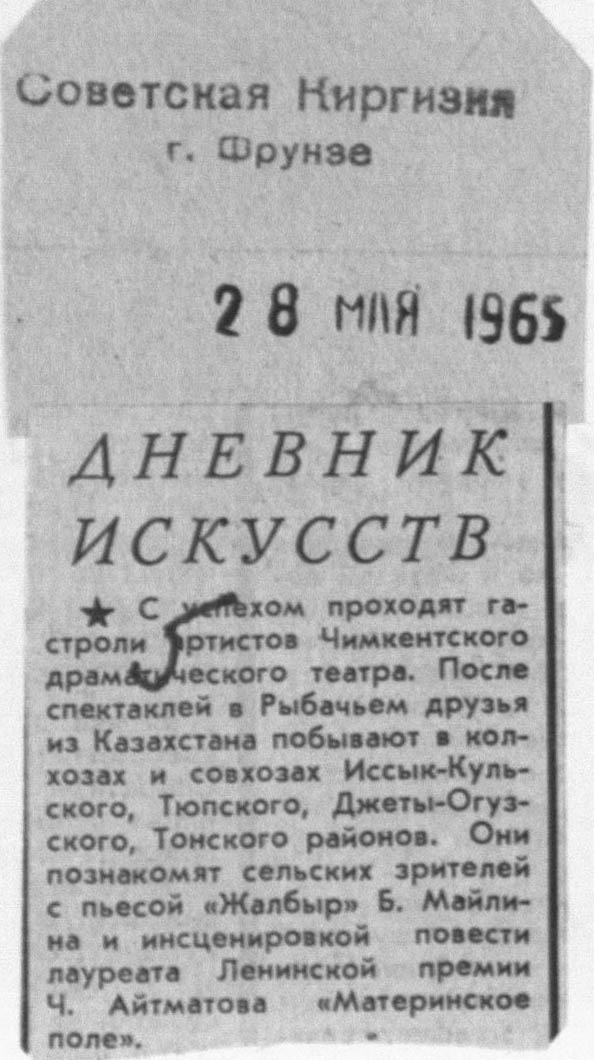 Советская Киргизия
г. Фрунзе
28 МАЯ 1965
ДНЕВНИК
ИСКУССТВ
★ С успехом проходят га-
строли артистов Чимкентского
драматического театра. После
спектаклей в Рыбачьем друзья
из Казахстана побывают в кол-
хозах и совхозах Иссык-Куль-
ского, Тюпского, Джеты-Огуз-
ского, Тонского районов. Они
познакомят сельских зрителей
с пьесой «Жалбыр» Б. Майли-
на и инсценировкой повести
лауреата Ленинской премии
Ч. Айтматова «Материнское
поле».